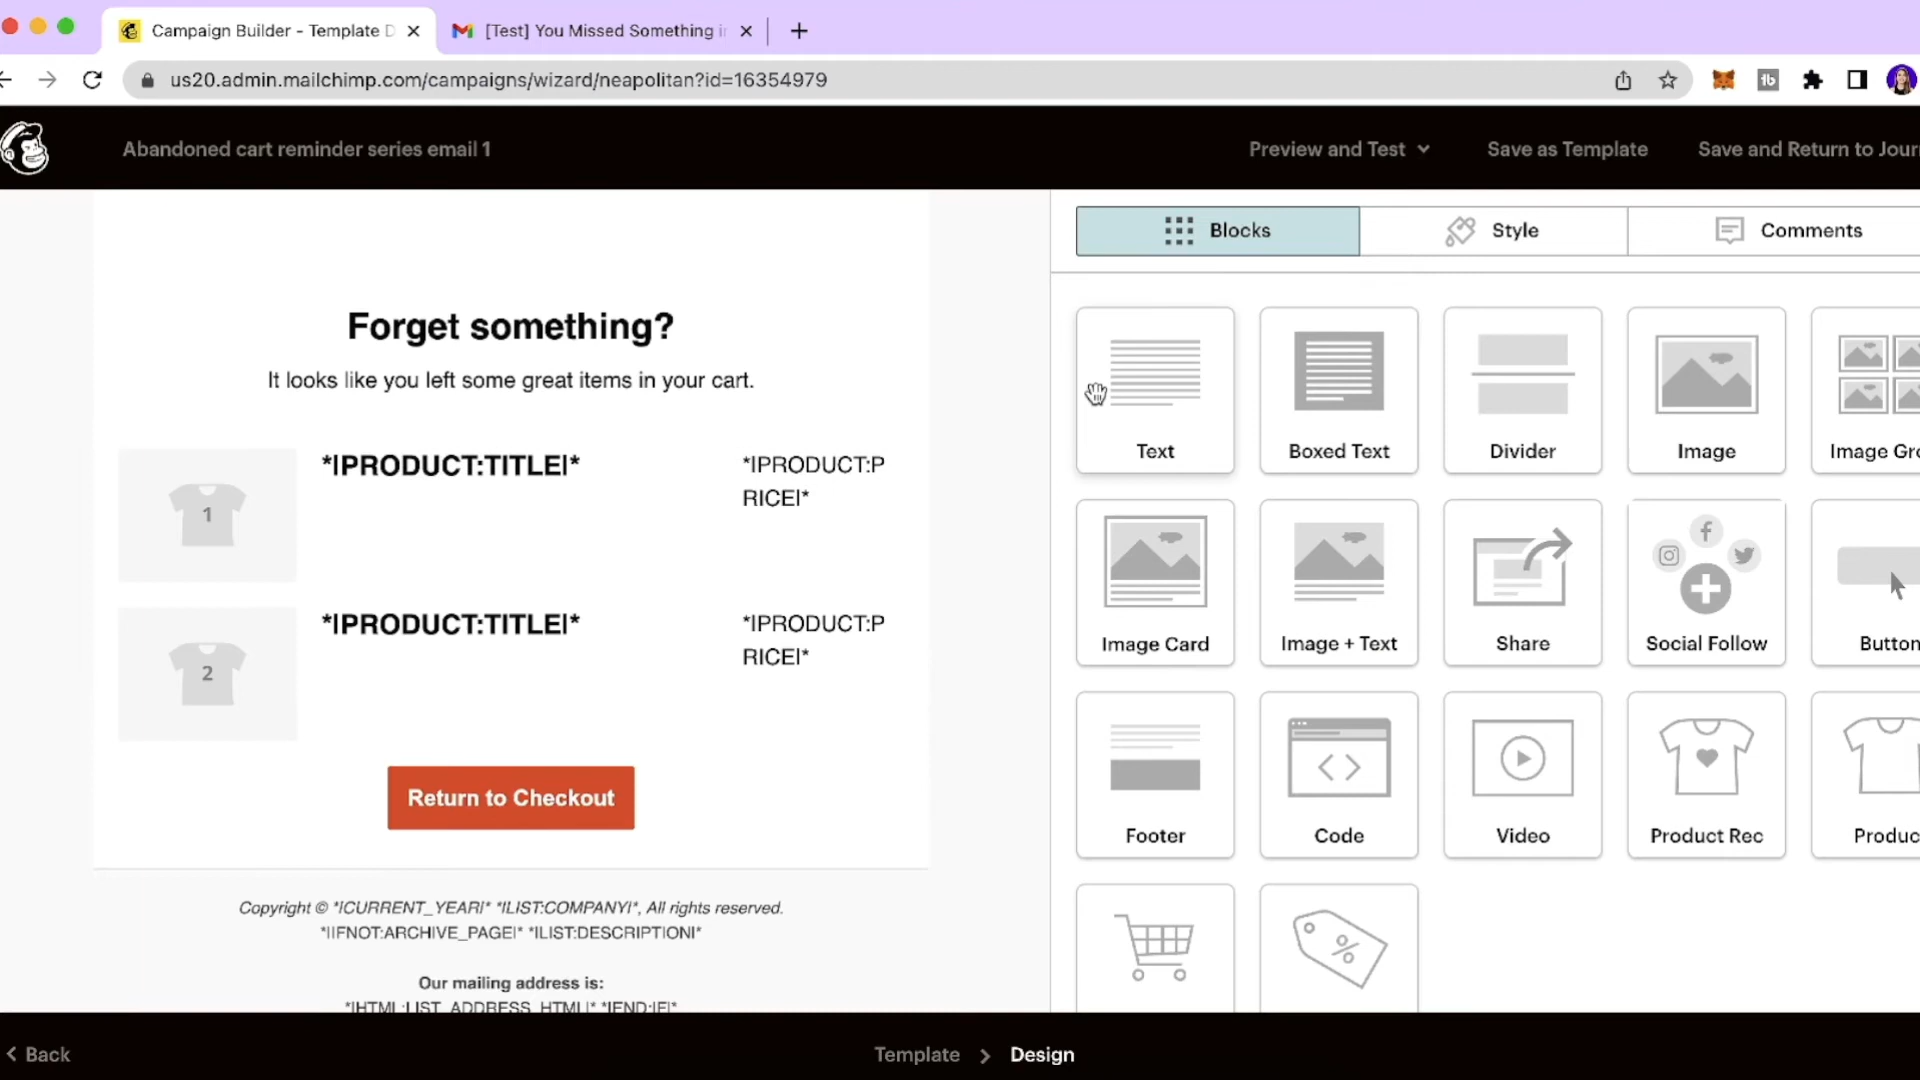 Campaign Builder - Template D
[Test] You Missed Something i
us20.admin.mailchimp.com/campaigns/wizard/neapolitan?id=16354979
Abandoned cart reminder series email 1
Preview and Test
Save as Template
Save and Return to Jour
Blocks
Style
Comments
Forget something?
It looks like you left some great items in your cart.
1
*|PRODUCT:TITLE|*
*|PRODUCT:P
RICE|*
2
*|PRODUCT:TITLE|*
*|PRODUCT:P
RICE|*
Return to Checkout
Copyright © *|CURRENT_YEAR|* *|LIST:COMPANY|*, All rights reserved.
*|IFNOT:ARCHIVE_PAGE|* *|LIST:DESCRIPTION|*
Our mailing address is:
*|HTML:LIST_ADDRESS_HTML|* *|END:IF|*
Text
Boxed Text
Divider
Image
Image Gro
Image Card
Image + Text
Share
Social Follow
Button
Footer
Code
Video
Product Rec
Produc
Back
Template
Design